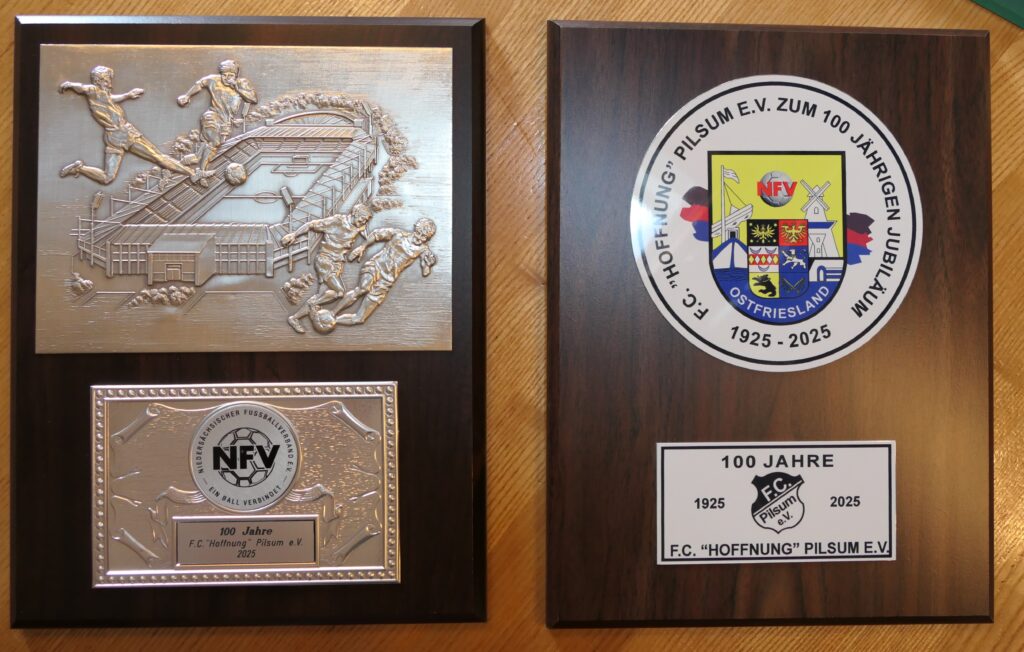 NIEDERSÄCHSISCHER FUSSBALLVERBAND E.V.
NFV
— EIN BALL VERBINDET —
100 Jahre
F.C. "Hoffnung" Pilsum e.V.
2025
F.C. "HOFFNUNG" PILSUM E.V. ZUM 100 JÄHRIGEN JUBILÄUM
NFV
OSTFRIESLAND
1925 - 2025
100 JAHRE
1925
F.C.
Pilsum
e.V.
2025
F.C. "HOFFNUNG" PILSUM E.V.